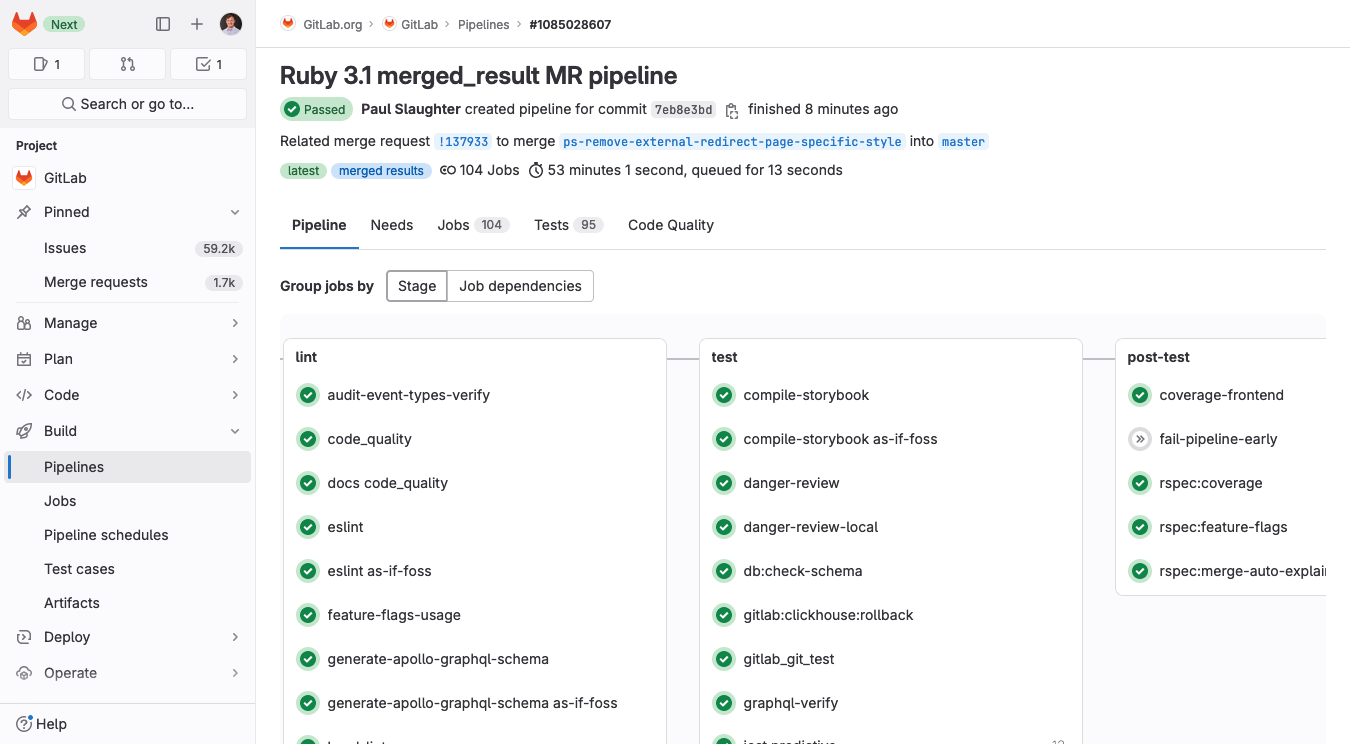 Next
1
1
Search or go to...
Project
GitLab
Pinned
Issues 59.2k
Merge requests 1.7k
Manage
Plan
Code
Build
Pipelines
Jobs
Pipeline schedules
Test cases
Artifacts
Deploy
Operate
Help
GitLab.org › GitLab › Pipelines › #1085028607
Ruby 3.1 merged_result MR pipeline
Passed Paul Slaughter created pipeline for commit 7eb8e3bd finished 8 minutes ago
Related merge request !137933 to merge ps-remove-external-redirect-page-specific-style into master
latest merged results 104 Jobs 53 minutes 1 second, queued for 13 seconds
Pipeline Needs Jobs 104 Tests 95 Code Quality
Group jobs by Stage Job dependencies
lint
audit-event-types-verify
code_quality
docs code_quality
eslint
eslint as-if-foss
feature-flags-usage
generate-apollo-graphql-schema
generate-apollo-graphql-schema as-if-foss
test
compile-storybook
compile-storybook as-if-foss
danger-review
danger-review-local
db:check-schema
gitlab:clickhouse:rollback
gitlab_git_test
graphql-verify
post-test
coverage-frontend
fail-pipeline-early
rspec:coverage
rspec:feature-flags
rspec:merge-auto-explai